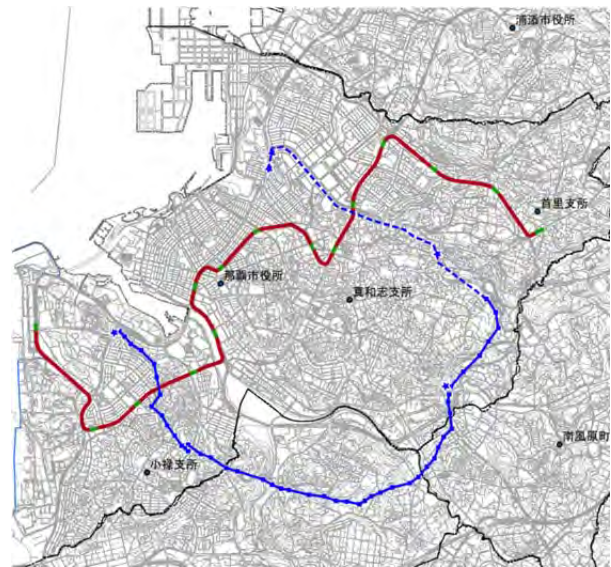 浦添市役所
首里支所
那覇市役所
真和志支所
南風原町
小禄支所